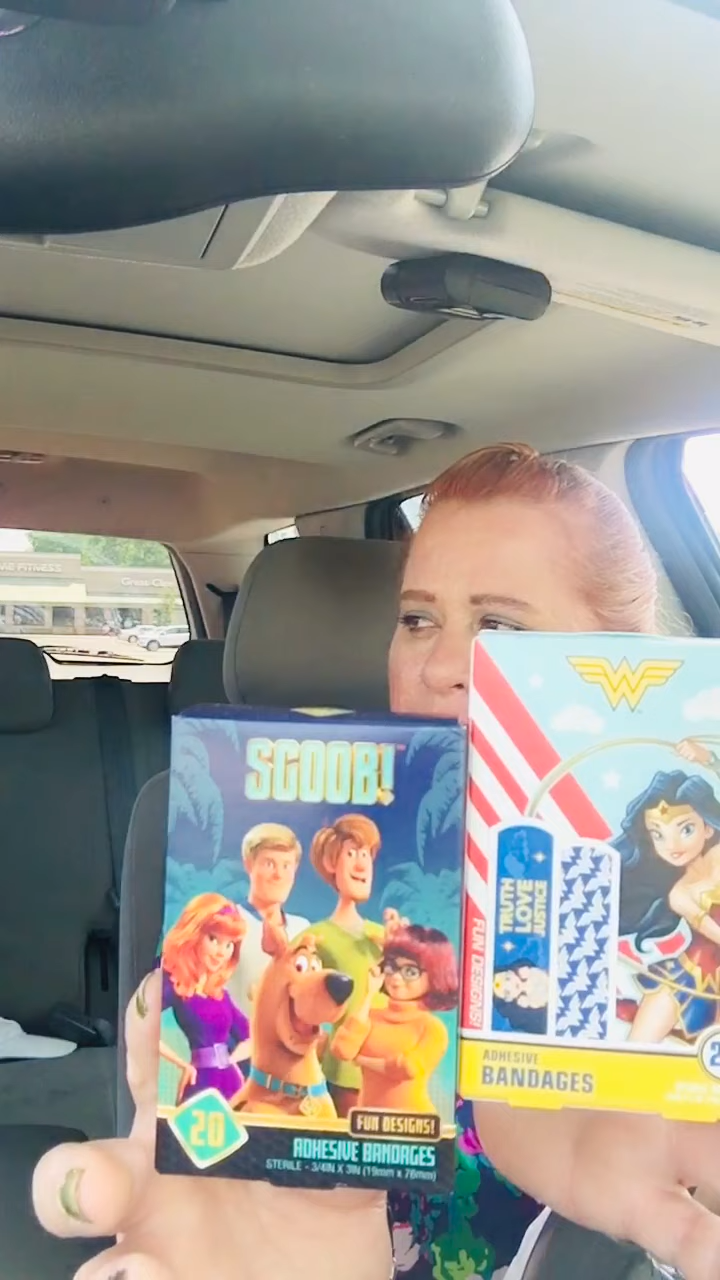 FITNESS
SCOOB!
20
FUN DESIGNS!
ADHESIVE BANDAGES
STERILE - 3/4IN X 3IN (19mm x 76mm)
W
TRUTH
LOVE
JUSTICE
FUN DESIGNS!
ADHESIVE
BANDAGES
2